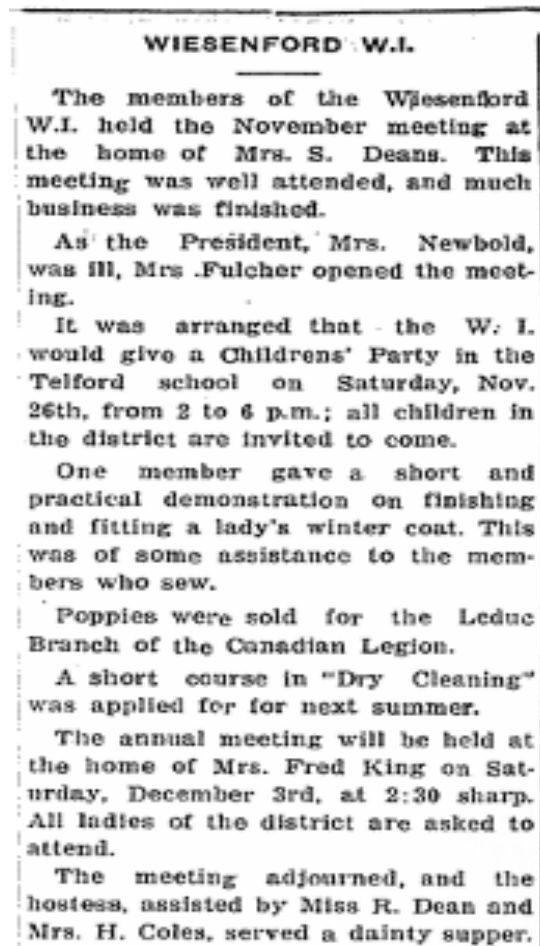 WIESENFORD W.I.
The members of the Wiesenford
W.I. held the November meeting at
the home of Mrs. S. Deans. This
meeting was well attended, and much
business was finished.
As the President, Mrs. Newbold,
was ill, Mrs .Fulcher opened the meet-
ing.
It was arranged that the W. I.
would give a Childrens' Party in the
Telford school on Saturday, Nov.
26th, from 2 to 6 p.m.; all children in
the district are invited to come.
One member gave a short and
practical demonstration on finishing
and fitting a lady's winter coat. This
was of some assistance to the mem-
bers who sew.
Poppies were sold for the Leduc
Branch of the Canadian Legion.
A short course in "Dry Cleaning"
was applied for for next summer.
The annual meeting will be held at
the home of Mrs. Fred King on Sat-
urday, December 3rd, at 2:30 sharp.
All ladies of the district are asked to
attend.
The meeting adjourned, and the
hostess, assisted by Miss R. Dean and
Mrs. H. Coles, served a dainty supper.